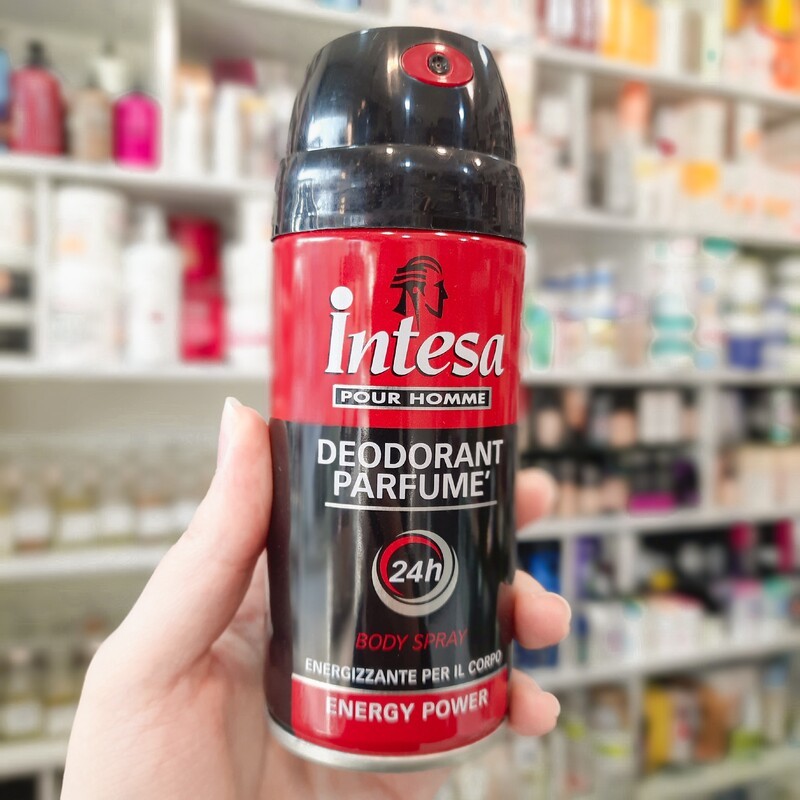 intesa
POUR HOMME
DEODORANT
PARFUME'
24h
BODY SPRAY
ENERGIZZANTE PER IL CORPO
ENERGY POWER